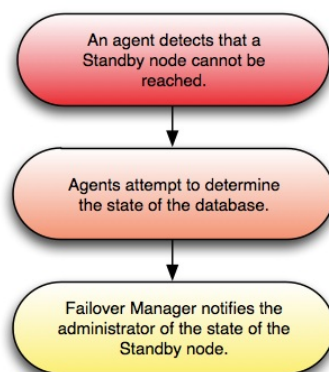 An agent detects that a
Standby node cannot be
reached.
Agents attempt to determine
the state of the database.
Failover Manager notifies the
administrator of the state of the
Standby node.